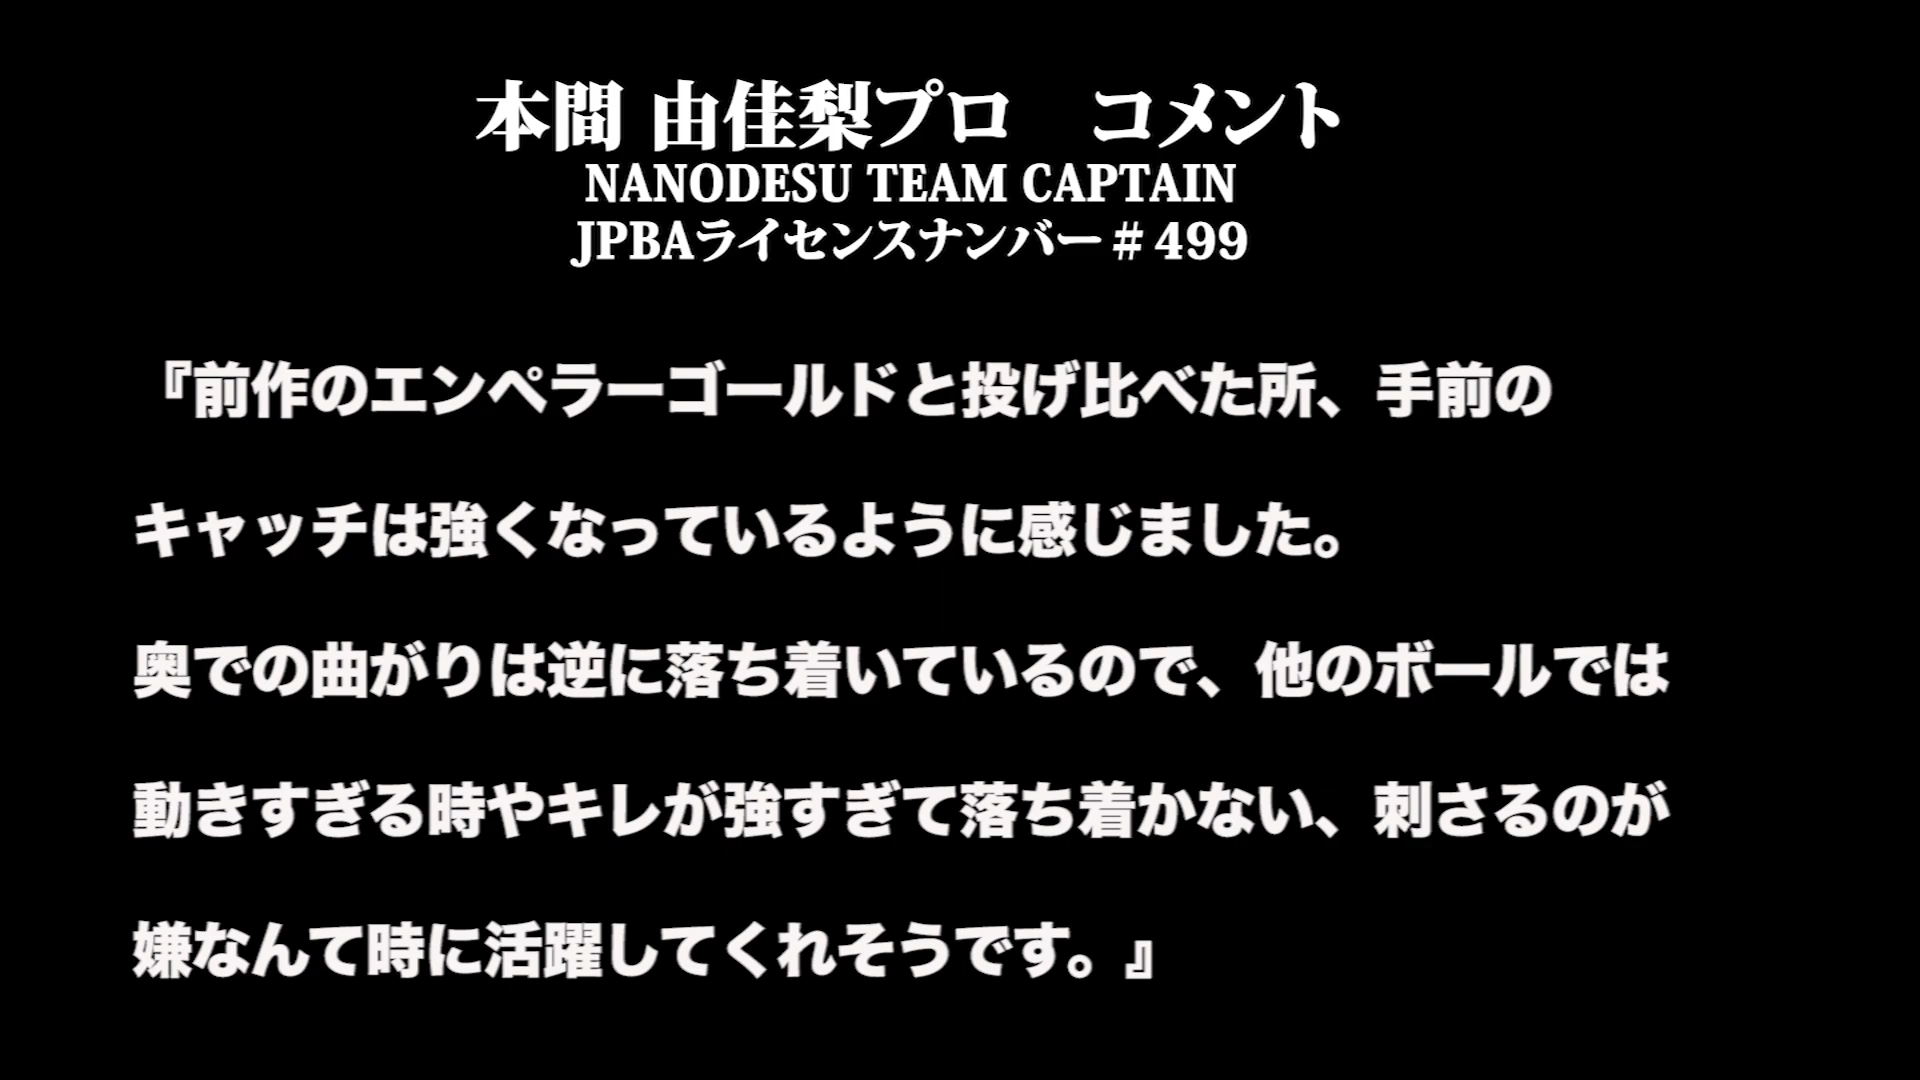 本間 由佳梨プロ　コメント
NANODESU TEAM CAPTAIN
JPBAライセンスナンバー＃499
『前作のエンペラーゴールドと投げ比べた所、手前の
キャッチは強くなっているように感じました。
奥での曲がりは逆に落ち着いているので、他のボールでは
動きすぎる時やキレが強すぎて落ち着かない、刺さるのが
嫌なんて時に活躍してくれそうです。』